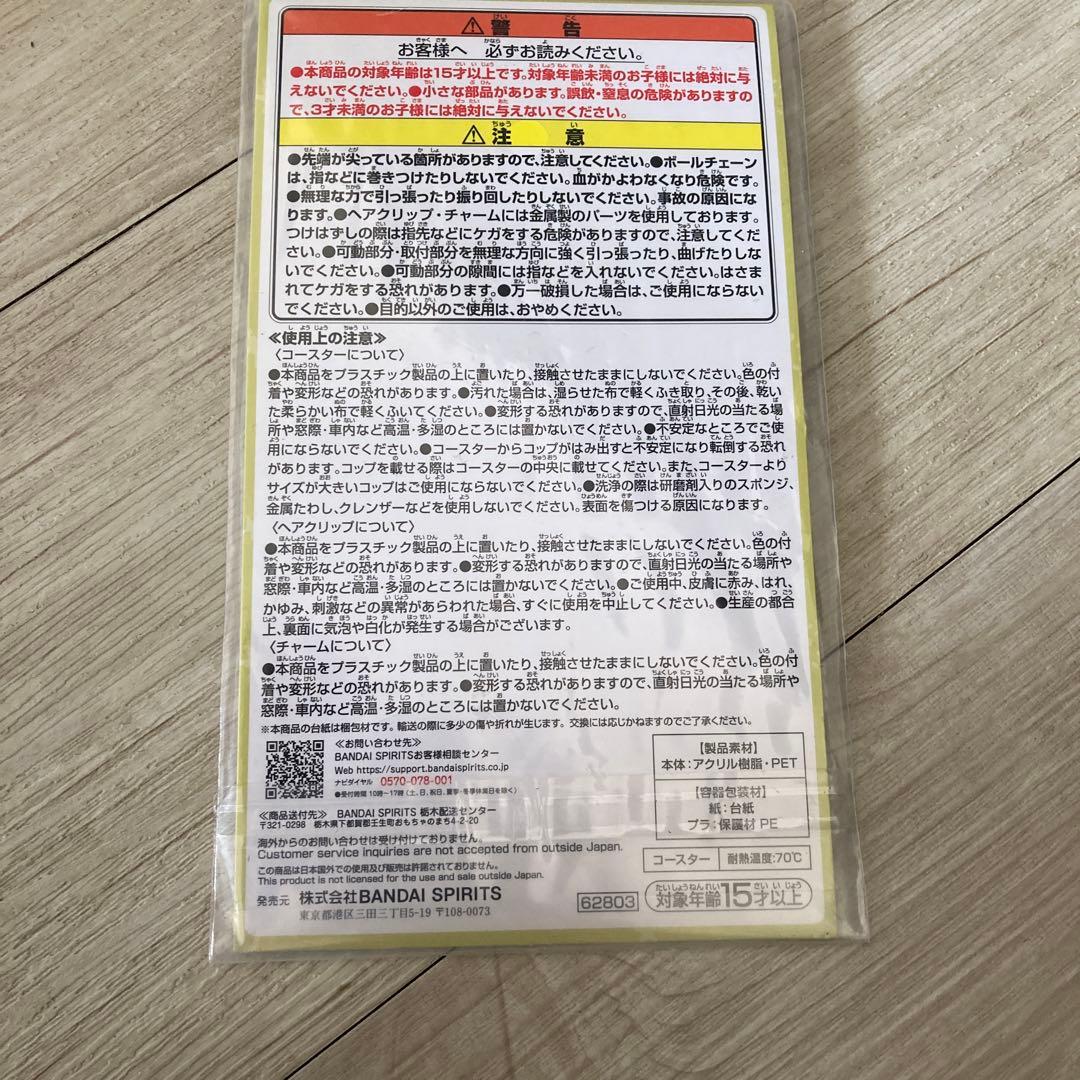 ⚠警告
お客様へ 必ずお読みください。
●本商品の対象年齢は15才以上です。対象年齢未満のお子様には絶対に与
えないでください。●小さな部品があります。誤飲・窒息の危険がありますの
で、3才未満のお子様には絶対に与えないでください。
⚠注意
●先端が尖っている箇所がありますので、注意してください。●ボールチェーン
は、指などに巻きつけたりしないでください。血がかよわなくなり危険です。
●無理な力で引っ張ったり振り回したりしないでください。事故の原因にな
ります。●ヘアクリップ・チャームには金属製のパーツを使用しております。
つけはずしの際は指先などにケガをする危険がありますので、注意してくだ
さい。●可動部分・取付部分を無理な方向に強く引っ張ったり、曲げたりしな
いでください。●可動部分の隙間には指などを入れないでください。はさま
れてケガをする恐れがあります。●万一破損した場合は、ご使用にならない
でください。●目的以外のご使用は、おやめください。
≪使用上の注意≫
〈コースターについて〉
●本商品をプラスチック製品の上に置いたり、接触させたままにしないでください。色の付
着や変形などの恐れがあります。●汚れた場合は、湿らせた布で軽くふき取り、その後、乾い
た柔らかい布で軽くふいてください。●変形する恐れがありますので、直射日光の当たる場
所や窓際・車内など高温・多湿のところには置かないでください。●不安定なところでご使
用にならないでください。●コースターからコップがはみ出すと不安定になり転倒する恐れ
があります。コップを載せる際はコースターの中央に載せてください。また、コースターより
サイズが大きいコップはご使用にならないでください。●洗浄の際は研磨剤入りのスポンジ、
金属たわし、クレンザーなどを使用しないでください。表面を傷つける原因になります。
〈ヘアクリップについて〉
●本商品をプラスチック製品の上に置いたり、接触させたままにしないでください。色の付
着や変形などの恐れがあります。●変形する恐れがありますので、直射日光の当たる場所や
窓際・車内など高温・多湿のところには置かないでください。●ご使用中、皮膚に赤み、はれ、
かゆみ、刺激などの異常があらわれた場合、すぐに使用を中止してください。●生産の都合
上、裏面に気泡や白化が発生する場合がございます。
〈チャームについて〉
●本商品をプラスチック製品の上に置いたり、接触させたままにしないでください。色の付
着や変形などの恐れがあります。●変形する恐れがありますので、直射日光の当たる場所や
窓際・車内など高温・多湿のところには置かないでください。
※本商品の台紙は梱包材です。輸送の際に多少の傷や折れが生じます。交換には応じかねますのでご了承ください。
≪お問い合わせ先≫
BANDAI SPIRITSお客様相談センター
Web https://support.bandaispirits.co.jp
ナビダイヤル 0570-078-001
●受付時間 10時〜17時(土、日、祝日、夏季・冬季休業日を除く)
≪商品送付先≫ BANDAI SPIRITS 栃木配送センター
〒321-0298 栃木県下都賀郡壬生町おもちゃのまち4-2-20
海外からのお問い合わせは受け付けておりません。
Customer service inquiries are not accepted from outside Japan.
この商品は日本国外での使用及び販売は許諾されておりません。
This product is not licensed for the use and sale outside Japan.
発売元 株式会社BANDAI SPIRITS
東京都港区三田三丁目5-19 〒108-0073
【製品素材】
本体:アクリル樹脂・PET
【容器包装材】
紙:台紙
プラ:保護材 PE
コースター 耐熱温度:70℃
62803
対象年齢15才以上